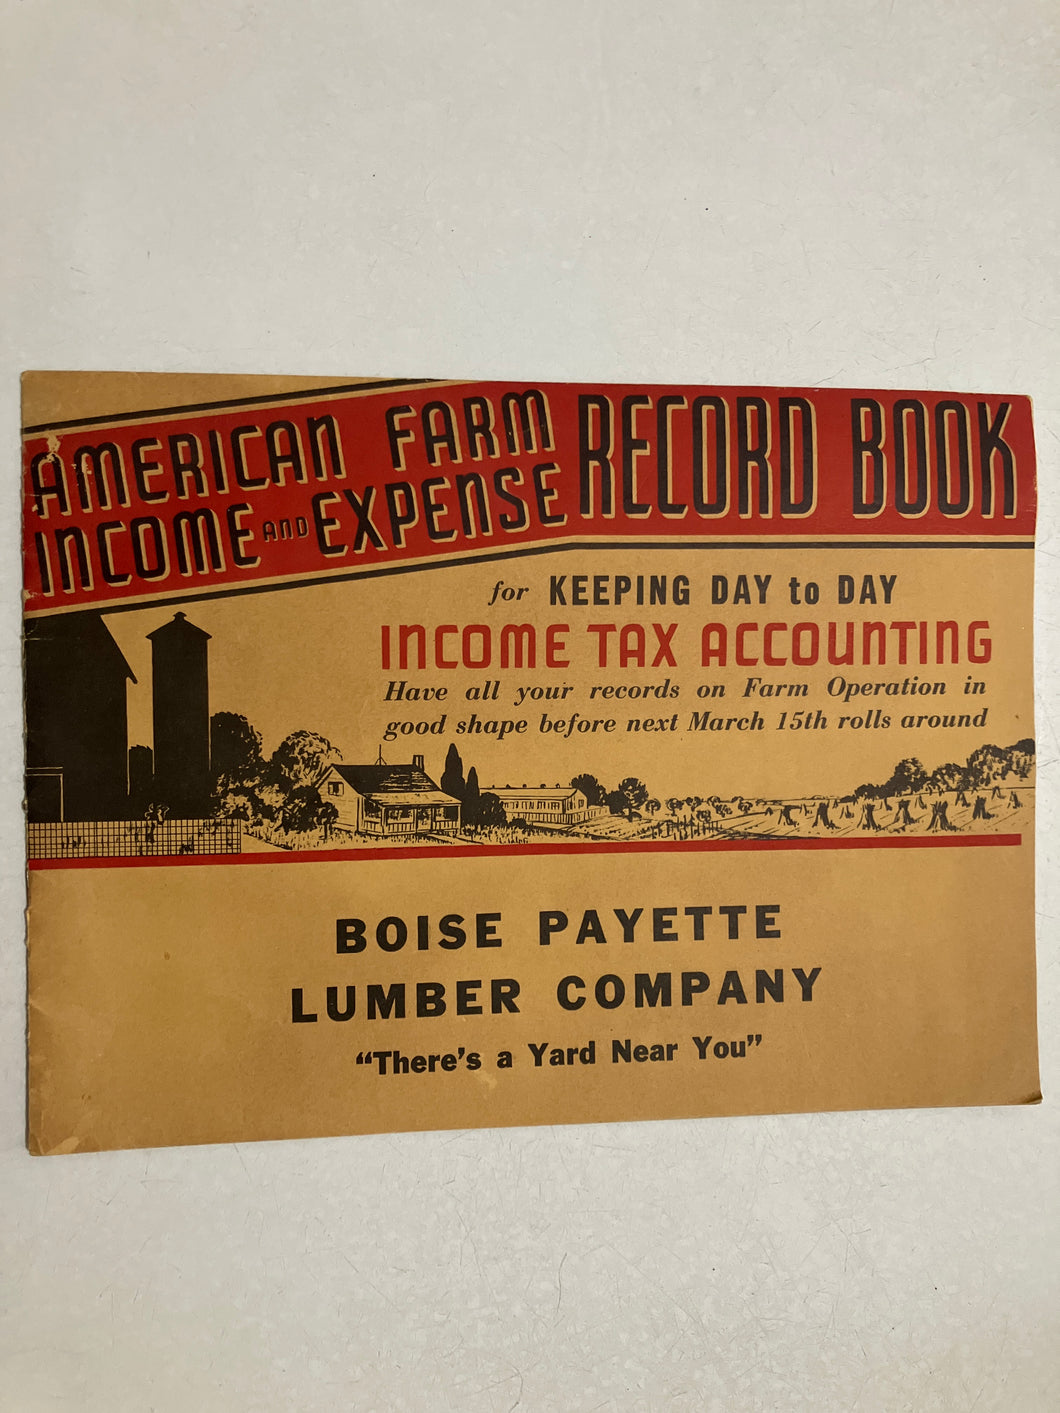 AMERICAN FARM
INCOME AND EXPENSE
RECORD BOOK
for KEEPING DAY to DAY
INCOME TAX ACCOUNTING
Have all your records on Farm Operation in
good shape before next March 15th rolls around
BOISE PAYETTE
LUMBER COMPANY
“There's a Yard Near You”